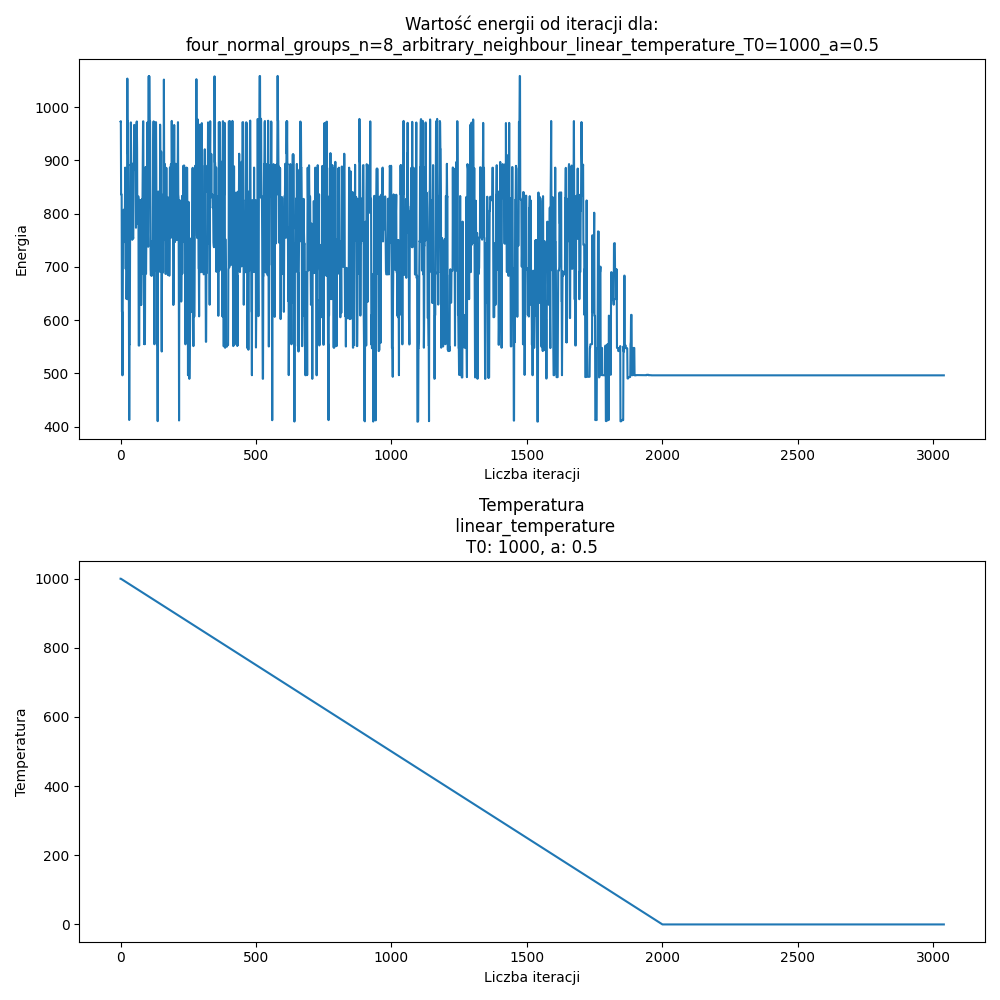 Wartość energii od iteracji dla:
four_normal_groups_n=8_arbitrary_neighbour_linear_temperature_T0=1000_a=0.5
1000
900
800
700
600
500
400
Energia
0 500 1000 1500 2000 2500 3000
Liczba iteracji
Temperatura
linear_temperature
T0: 1000, a: 0.5
1000
800
600
400
200
0
Temperatura
0 500 1000 1500 2000 2500 3000
Liczba iteracji